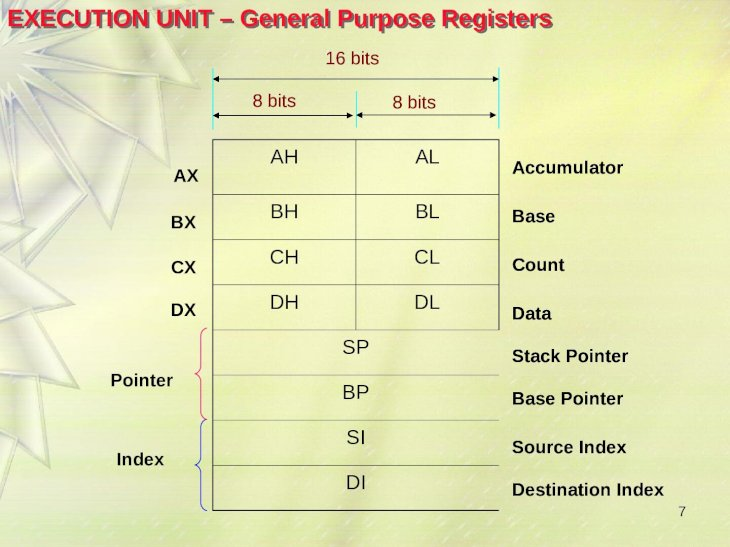 EXECUTION UNIT – General Purpose Registers
16 bits
8 bits 8 bits
AX AH AL Accumulator
BX BH BL Base
CX CH CL Count
DX DH DL Data
SP Stack Pointer
Pointer
BP Base Pointer
SI Source Index
Index
DI Destination Index
7